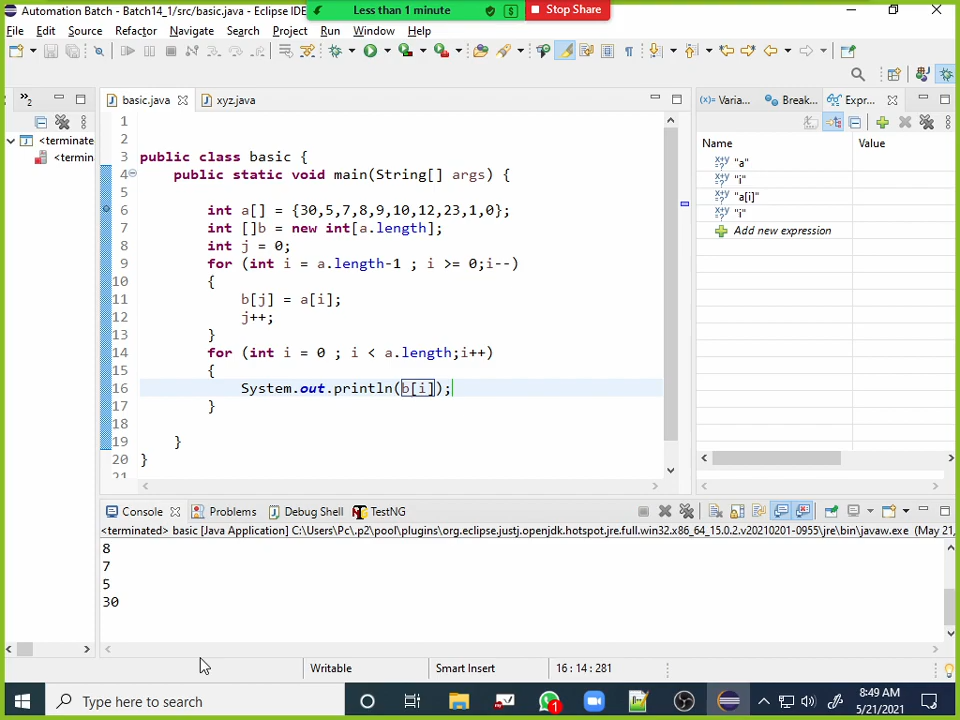 Automation Batch - Batch14_1/src/basic.java - Eclipse IDE
Less than 1 minute
$
Stop Share
File Edit Source Refactor Navigate Search Project Run Window Help
»2
basic.java
xyz.java
(x)= Varia...
Break...
Expr...
<terminate
<termin
Name
Value
"a"
"i"
"a[i]"
"i"
Add new expression
1
2
3 public class basic {
4 public static void main(String[] args) {
5
6 int a[] = {30,5,7,8,9,10,12,23,1,0};
7 int []b = new int[a.length];
8 int j = 0;
9 for (int i = a.length-1 ; i >= 0;i--)
10 {
11 b[j] = a[i];
12 j++;
13 }
14 for (int i = 0 ; i < a.length;i++)
15 {
16 System.out.println(b[i]);
17 }
18
19 }
20 }
21
Console Problems Debug Shell TestNG
<terminated> basic [Java Application] C:\Users\Pc\.p2\pool\plugins\org.eclipse.justj.openjdk.hotspot.jre.full.win32.x86_64_15.0.2.v20210201-0955\jre\bin\javaw.exe (May 21,
8
7
5
30
Writable
Smart Insert
16 : 14 : 281
Type here to search
1
8:49 AM
5/21/2021